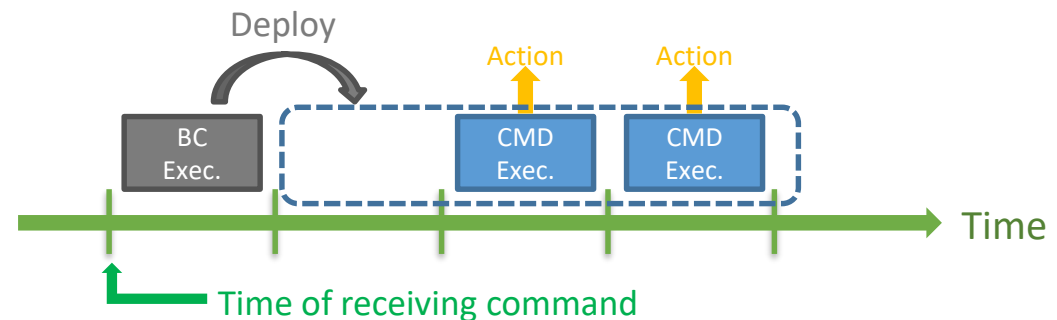 Deploy
Action
Action
BC
Exec.
CMD
Exec.
CMD
Exec.
Time
Time of receiving command